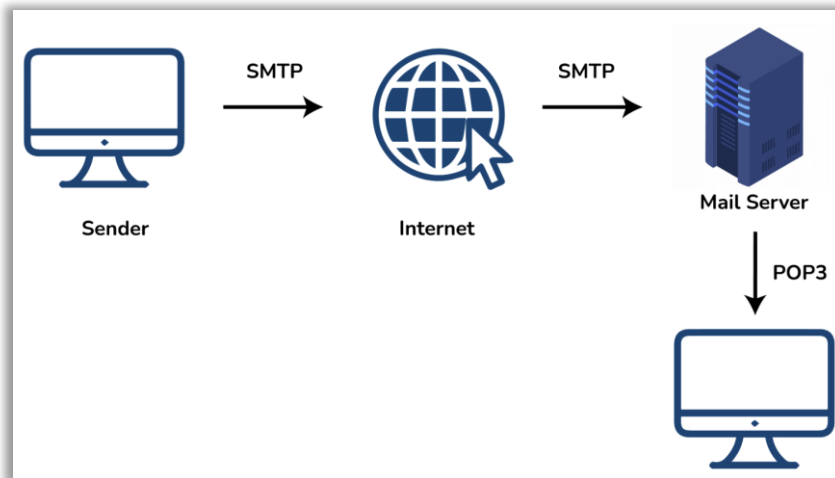 SMTP
SMTP
Sender
Internet
Mail Server
POP3